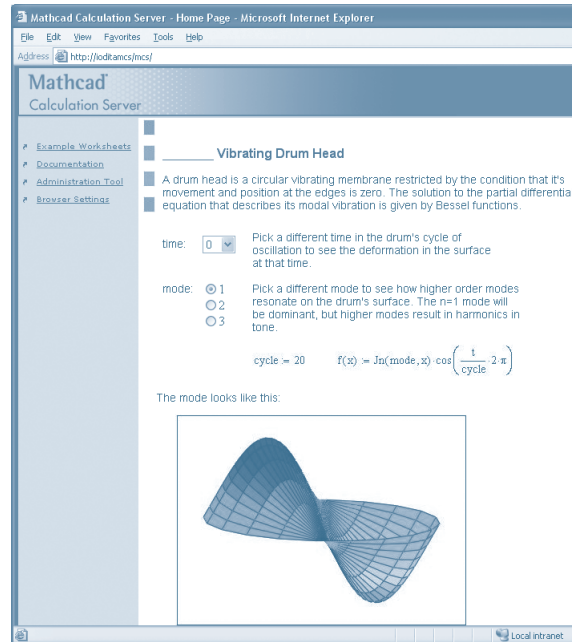 Mathcad Calculation Server - Home Page - Microsoft Internet Explorer
File Edit View Favorites Tools Help
Address http://ioditamcs/mcs/
Mathcad
Calculation Server
Example Worksheets
Documentation
Administration Tool
Browser Settings
________ Vibrating Drum Head
A drum head is a circular vibrating membrane restricted by the condition that it's
movement and position at the edges is zero. The solution to the partial differentia
equation that describes its modal vibration is given by Bessel functions.
time: 0 Pick a different time in the drum's cycle of
oscillation to see the deformation in the surface
at that time.
mode: 1 Pick a different mode to see how higher order modes
2 resonate on the drum's surface. The n=1 mode will
3 be dominant, but higher modes result in harmonics in
tone.
cycle := 20 f(x) := Jn(mode,x)·cos(t/cycle·2·π)
The mode looks like this:
Local intranet